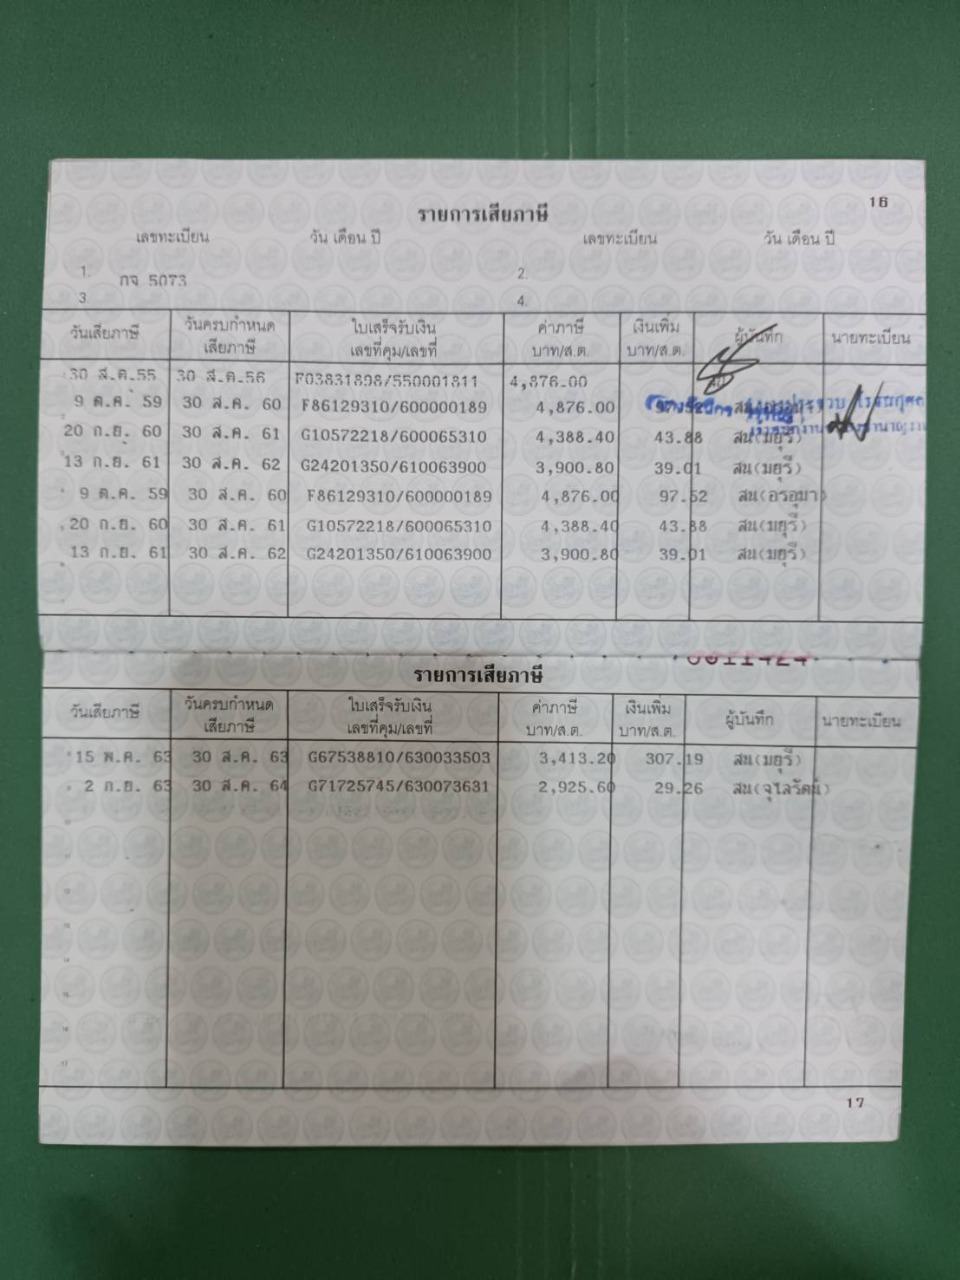 16
รายการเสียภาษี
เลขทะเบียน วัน เดือน ปี เลขทะเบียน วัน เดือน ปี
1. กจ 5073 2.
3 4.
วันเสียภาษี วันครบกำหนดเสียภาษี ใบเสร็จรับเงิน เลขที่คุม/เลขที่ ค่าภาษี บาท/ส.ต. เงินเพิ่ม บาท/ส.ต. ผู้บันทึก นายทะเบียน
30 ส.ค.55 30 ส.ค.56 F03831898/550001811 4,876.00
9 ต.ค. 59 30 ส.ค. 60 F86129310/600000189 4,876.00
20 ก.ย. 60 30 ส.ค. 61 G10572218/600065310 4,388.40 43.88 สน(มยุรี)
13 ก.ย. 61 30 ส.ค. 62 G24201350/610063900 3,900.80 39.01 สน(มยุรี)
9 ต.ค. 59 30 ส.ค. 60 F86129310/600000189 4,876.00 97.52 สน(อรอุมา)
20 ก.ย. 60 30 ส.ค. 61 G10572218/600065310 4,388.40 43.88 สน(มยุรี)
13 ก.ย. 61 30 ส.ค. 62 G24201350/610063900 3,900.80 39.01 สน(มยุรี)
รายการเสียภาษี
วันเสียภาษี วันครบกำหนดเสียภาษี ใบเสร็จรับเงิน เลขที่คุม/เลขที่ ค่าภาษี บาท/ส.ต. เงินเพิ่ม บาท/ส.ต. ผู้บันทึก นายทะเบียน
15 พ.ค. 63 30 ส.ค. 63 G67538810/630033503 3,413.20 307.19 สน(มยุรี)
2 ก.ย. 63 30 ส.ค. 64 G71725745/630073631 2,925.60 29.26 สน(จุไลรัตน์)
17